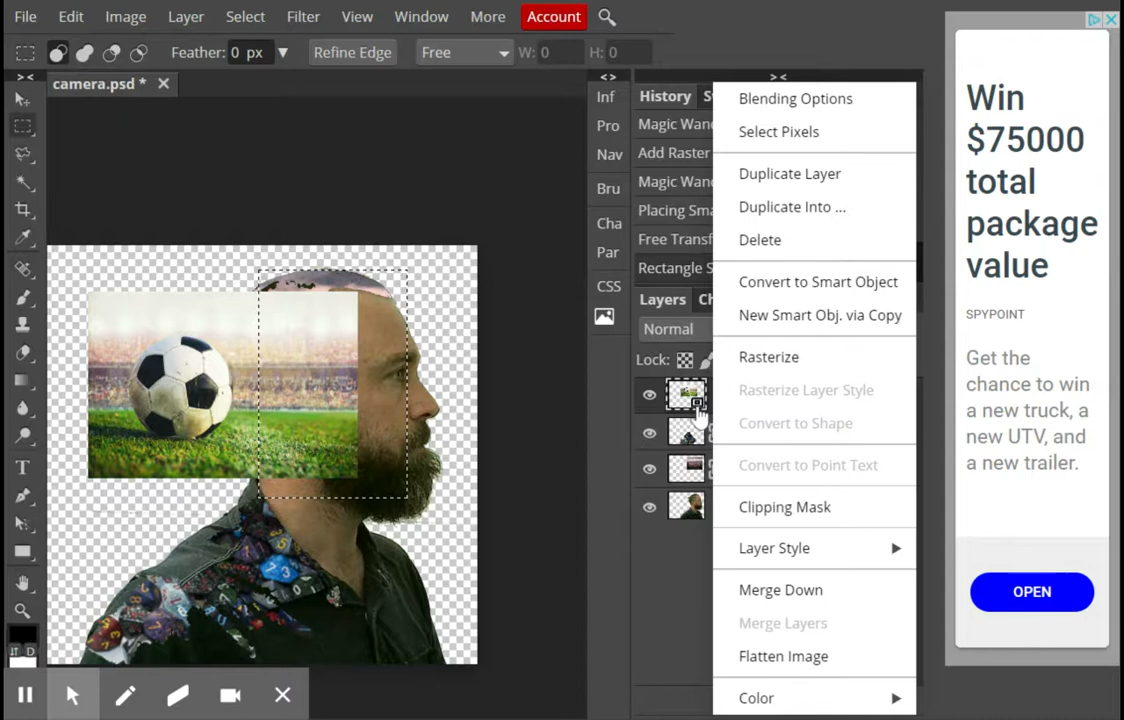 File Edit Image Layer Select Filter View Window More Account
Feather: 0 px Refine Edge Free W: 0 H: 0
> < < > > <
camera.psd *
Inf
Pro
Nav
Bru
Cha
Par
CSS
History
Magic Wan
Add Raster
Magic Wan
Placing Sma
Free Transf
Rectangle S
Layers Ch
Normal
Lock:
Blending Options
Select Pixels
Duplicate Layer
Duplicate Into ...
Delete
Convert to Smart Object
New Smart Obj. via Copy
Rasterize
Rasterize Layer Style
Convert to Shape
Convert to Point Text
Clipping Mask
Layer Style
Merge Down
Merge Layers
Flatten Image
Color
T
D
Win
$75000
total
package
value
SPYPOINT
Get the
chance to win
a new truck, a
new UTV, and
a new trailer.
OPEN